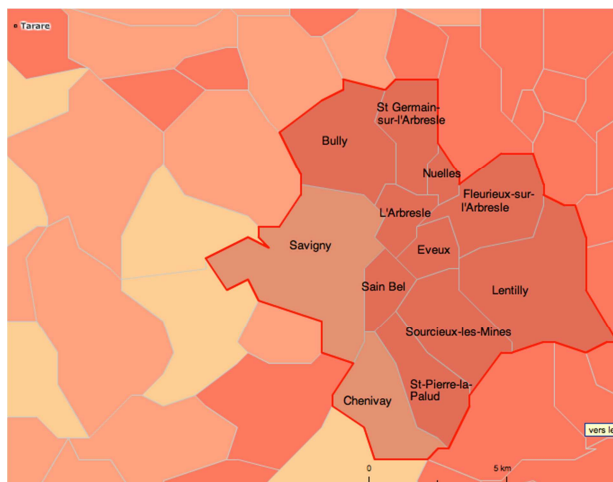 Tarare
St Germain-
sur-l'Arbresle
Bully
Nuelles
Fleurieux-sur-
l'Arbresle
L'Arbresle
Savigny
Eveux
Sain Bel
Lentilly
Sourcieux-les-Mines
St-Pierre-la-
Palud
Chenivay
vers le
0
5 km